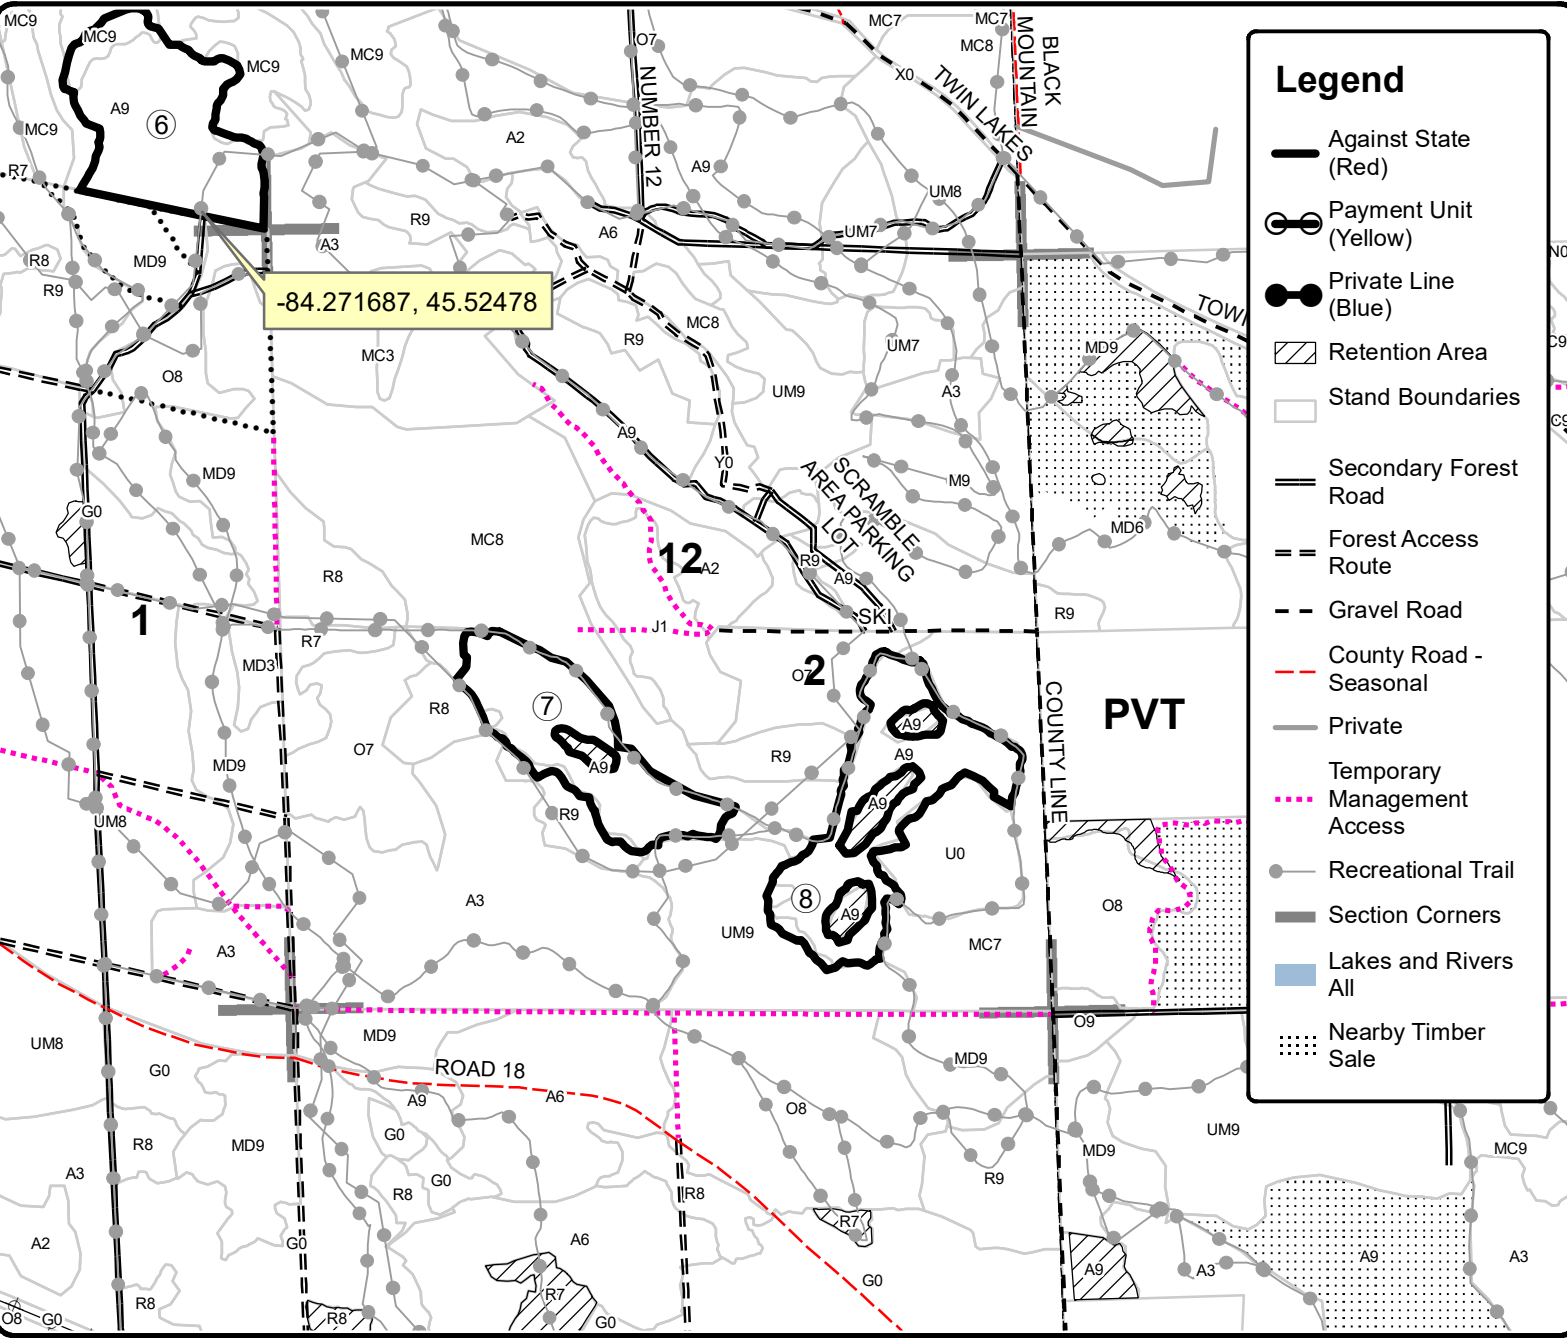 MC9
MC9
MC9
MC9
O7
MC7
MC7
MC8
BLACK
MOUNTAIN
X0
TWIN LAKES
A9
6
MC9
A2
NUMBER 12
A9
R7
UM8
R9
A6
UM7
A3
R8
MD9
R9
-84.271687, 45.52478
MC8
TOWI
R9
MC3
UM7
MD9
O8
UM9
A3
A9
Y0
SCRAMBLE
AREA PARKING
LOT
M9
MD9
G0
MD6
MC8
12
A2
R8
R9
A9
R9
1
SKI
R7
J1
MD3
2
O7
7
R8
PVT
COUNTY LINE
A9
O7
R9
A9
MD9
A9
A9
R9
UM8
UM8
U0
A3
8
A9
O8
UM9
A3
MC7
O9
UM8
MD9
MD9
G0
ROAD 18
A9
A6
O8
UM9
R8
MD9
G0
MD9
MC9
A3
R8
G0
R8
R9
R7
A2
G0
A6
A9
A3
A9
A3
G0
R7
R8
R8
O8
G0
G0
Legend
Against State
(Red)
Payment Unit
(Yellow)
Private Line
(Blue)
Retention Area
Stand Boundaries
Secondary Forest
Road
Forest Access
Route
Gravel Road
County Road -
Seasonal
Private
Temporary
Management
Access
Recreational Trail
Section Corners
Lakes and Rivers
All
Nearby Timber
Sale